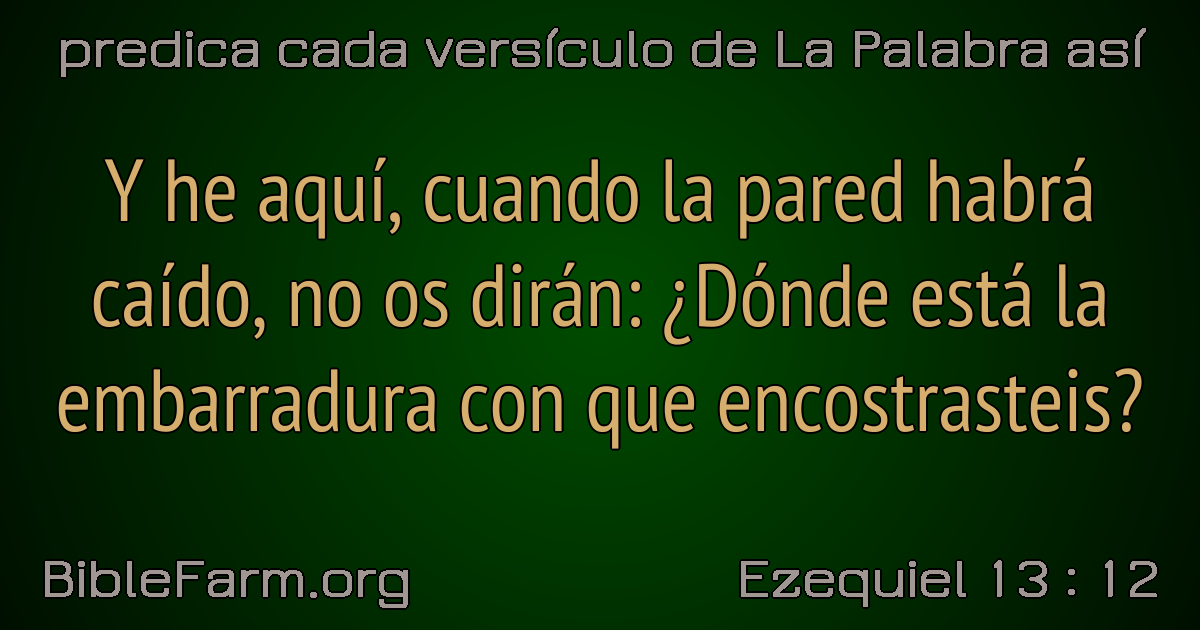 predica cada versículo de La Palabra así
Y he aquí, cuando la pared habrá
caído, no os dirán: ¿Dónde está la
embarradura con que encostrasteis?
BibleFarm.org
Ezequiel 13 : 12